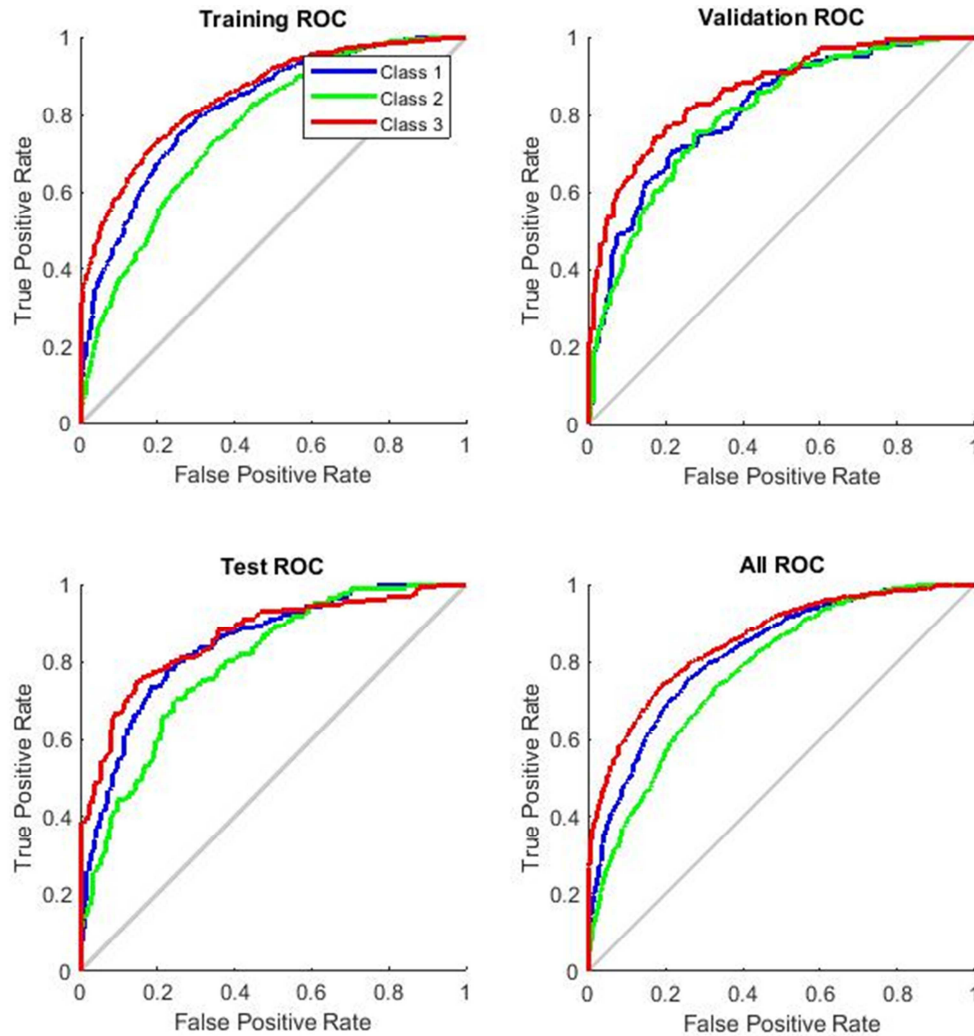 Training ROC
1
0.8
0.6
0.4
0.2
0
True Positive Rate
Class 1
Class 2
Class 3
0 0.2 0.4 0.6 0.8 1
False Positive Rate
Validation ROC
1
0.8
0.6
0.4
0.2
0
True Positive Rate
0 0.2 0.4 0.6 0.8 1
False Positive Rate
Test ROC
1
0.8
0.6
0.4
0.2
0
True Positive Rate
0 0.2 0.4 0.6 0.8 1
False Positive Rate
All ROC
1
0.8
0.6
0.4
0.2
0
True Positive Rate
0 0.2 0.4 0.6 0.8 1
False Positive Rate